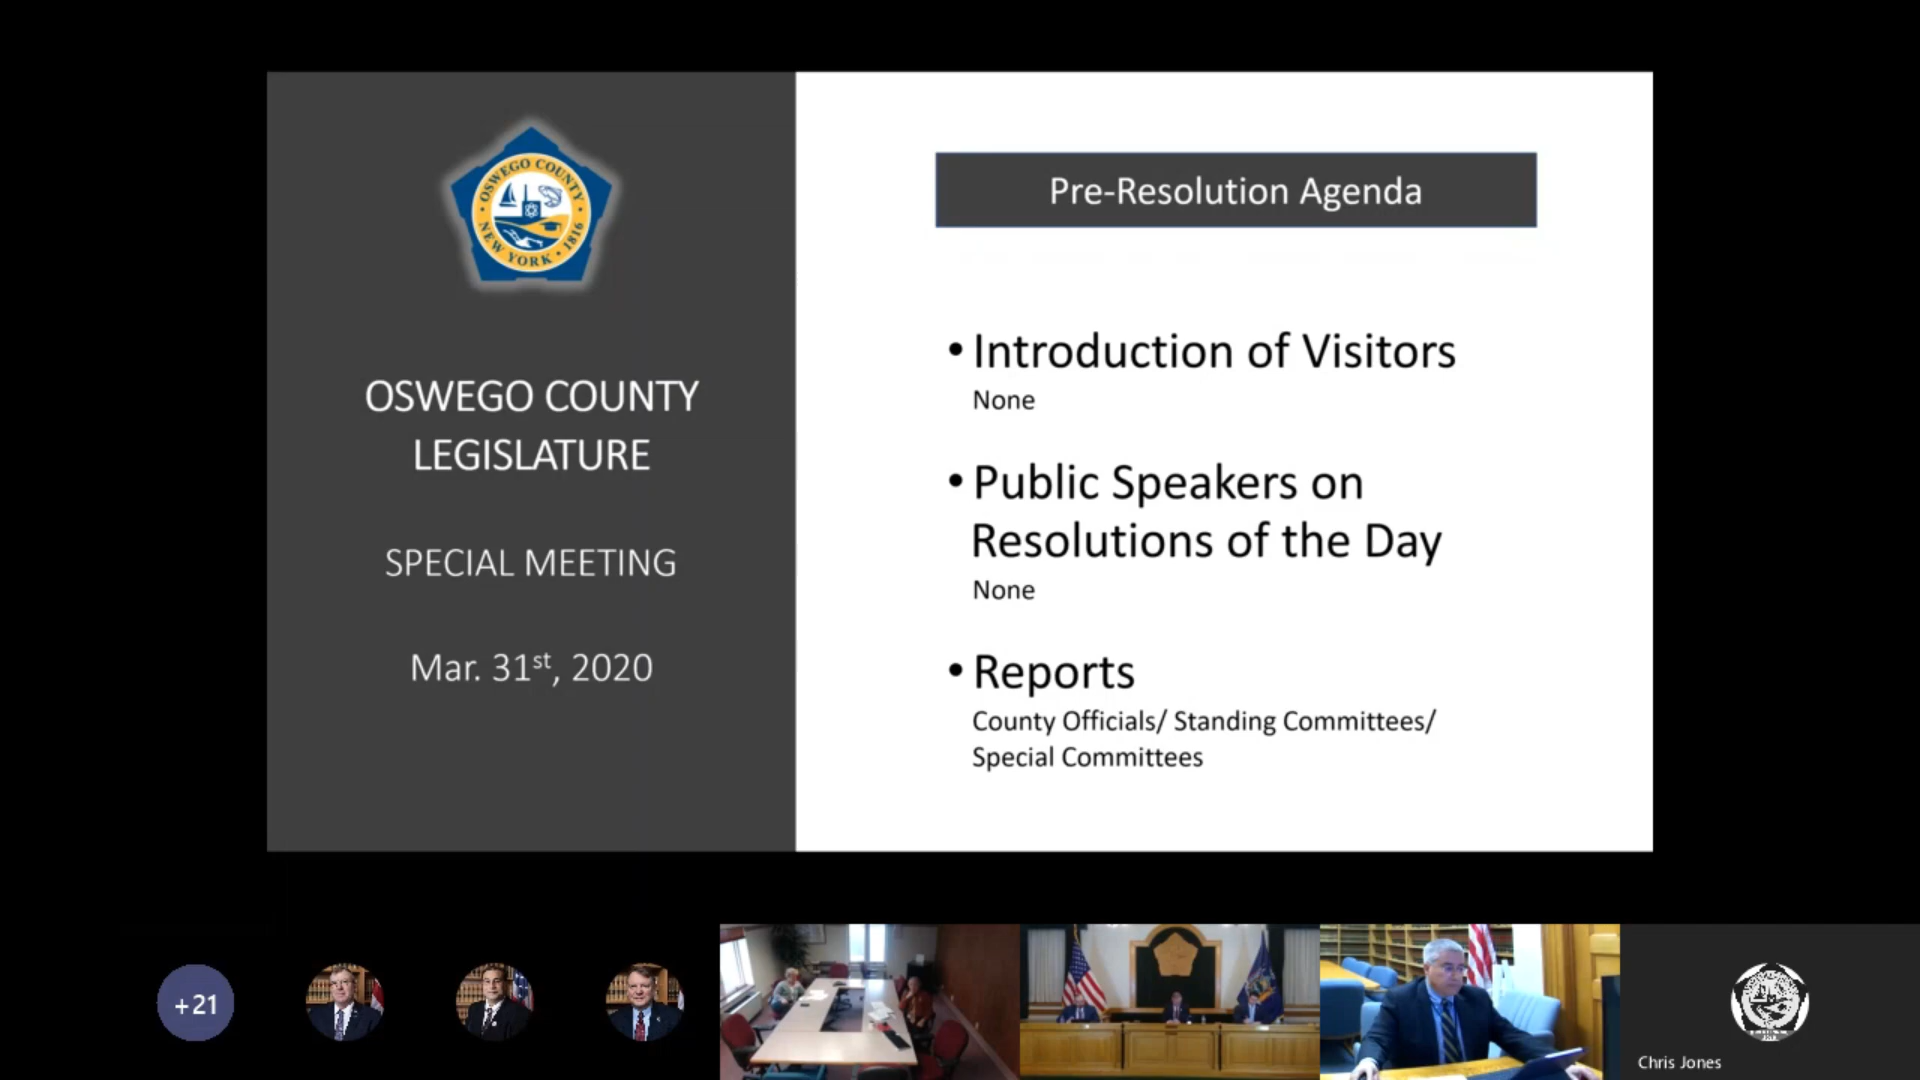 OSWEGO COUNTY
NEW YORK • 1816
OSWEGO COUNTY
LEGISLATURE
SPECIAL MEETING
Mar. 31st, 2020
Pre-Resolution Agenda
• Introduction of Visitors
None
• Public Speakers on
Resolutions of the Day
None
• Reports
County Officials/ Standing Committees/
Special Committees
+21
Chris Jones